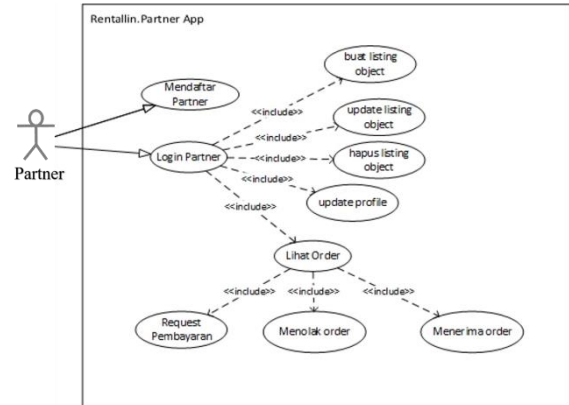 Rentallin.Partner App
buat listing
object
Mendaftar
Partner
<<include>>
update listing
object
<<include>>
Login Partner
<<include>>
hapus listing
object
Partner
<<include>>
update profile
<<include>>
Lihat Order
<<include>>
<<include>>
<<include>>
Request
Pembayaran
Menolak order
Menerima order